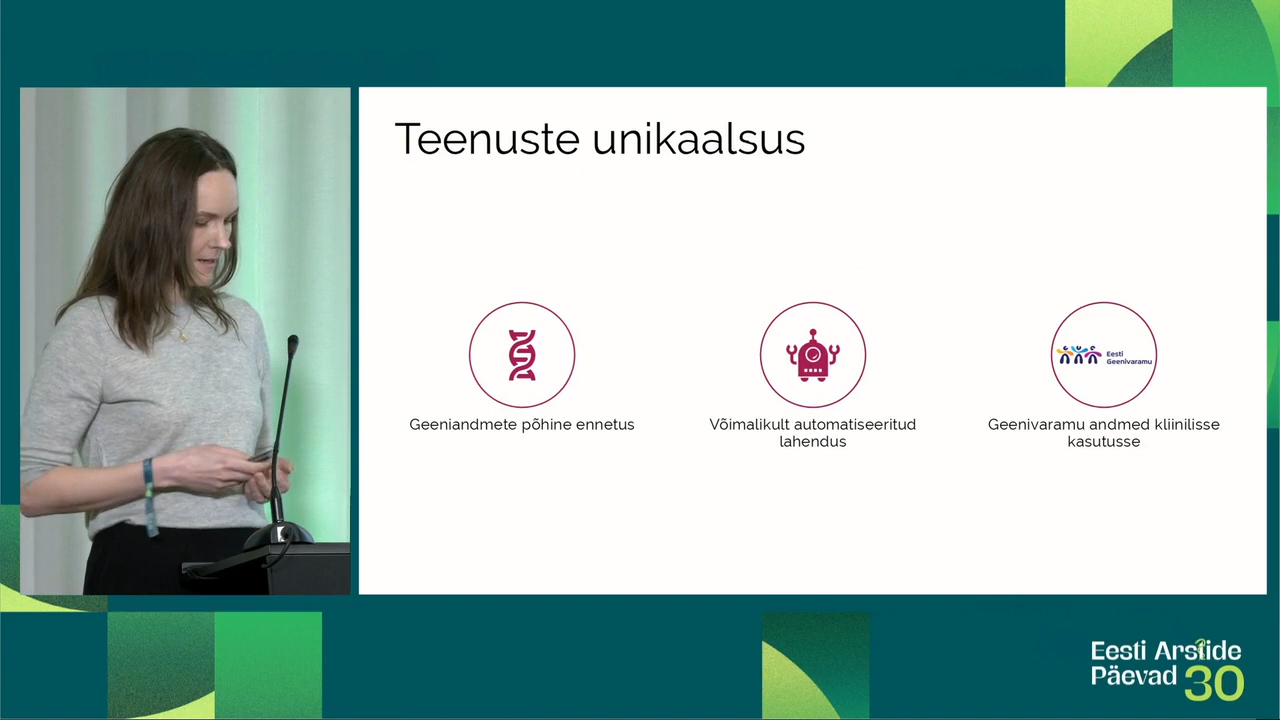 Teenuste unikaalsus
Geeniandmete põhine ennetus
Võimalikult automatiseeritud
lahendus
Eesti
Geenivaramu
Geenivaramu andmed kliinilisse
kasutusse
Eesti Arstide
Päevad 30